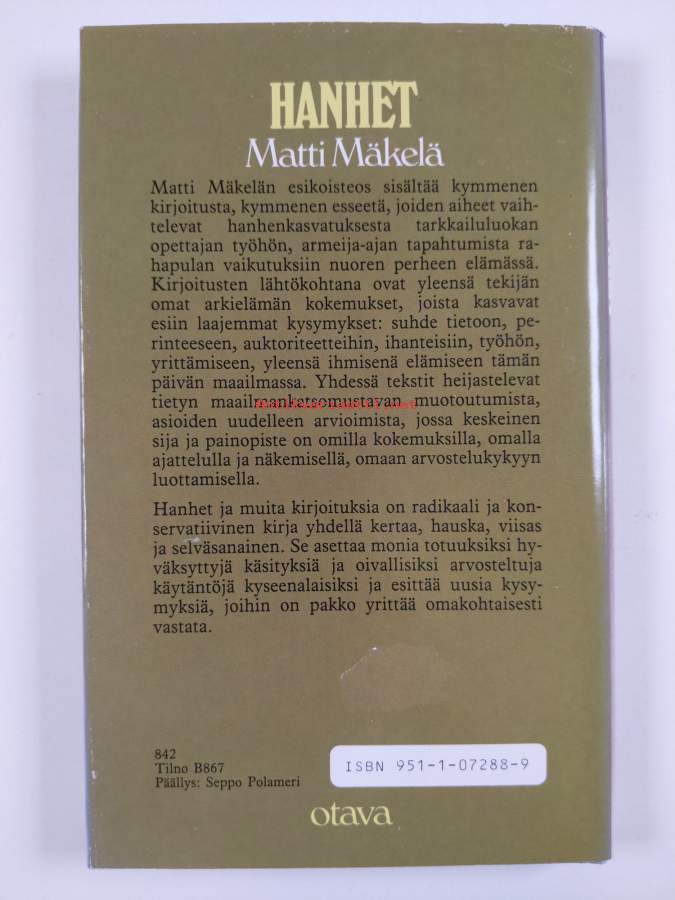 HANHET
Matti Mäkelä
Matti Mäkelän esikoisteos sisältää kymmenen
kirjoitusta, kymmenen esseetä, joiden aiheet vaih-
televat hanhenkasvatuksesta tarkkailuluokan
opettajan työhön, armeija-ajan tapahtumista ra-
hapulan vaikutuksiin nuoren perheen elämässä.
Kirjoitusten lähtökohtana ovat yleensä tekijän
omat arkielämän kokemukset, joista kasvavat
esiin laajemmat kysymykset: suhde tietoon, pe-
rinteeseen, auktoriteetteihin, ihanteisiin, työhön,
yrittämiseen, yleensä ihmisenä elämiseen tämän
päivän maailmassa. Yhdessä tekstit heijastelevat
tietyn maailmankatsomustavan muotoutumista,
asioiden uudelleen arvioimista, jossa keskeinen
sija ja painopiste on omilla kokemuksilla, omalla
ajattelulla ja näkemisellä, omaan arvostelukykyyn
luottamisella.
Hanhet ja muita kirjoituksia on radikaali ja kon-
servatiivinen kirja yhdellä kertaa, hauska, viisas
ja selväsanainen. Se asettaa monia totuuksiksi hy-
väksyttyjä käsityksiä ja oivallisiksi arvosteltuja
käytäntöjä kyseenalaisiksi ja esittää uusia kysy-
myksiä, joihin on pakko yrittää omakohtaisesti
vastata.
842
Tilno B867
Päällys: Seppo Polameri
ISBN 951-1-07288-9
otava